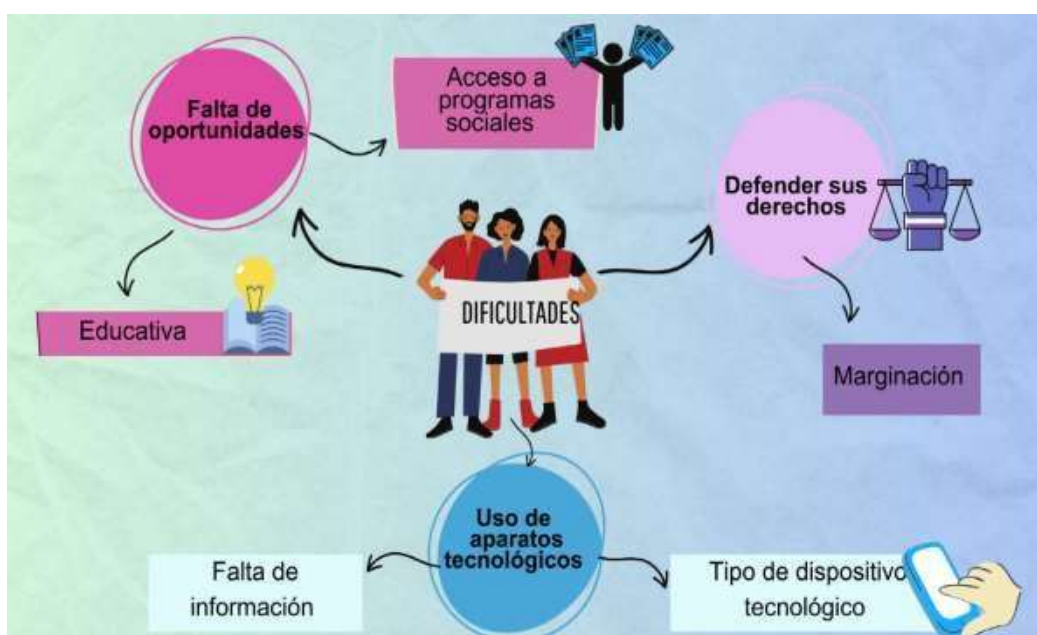 Falta de
oportunidades
Acceso a
programas
sociales
Defender sus
derechos
DIFICULTADES
Educativa
Marginación
Uso de
aparatos
tecnológicos
Falta de
información
Tipo de dispositivo
tecnológico